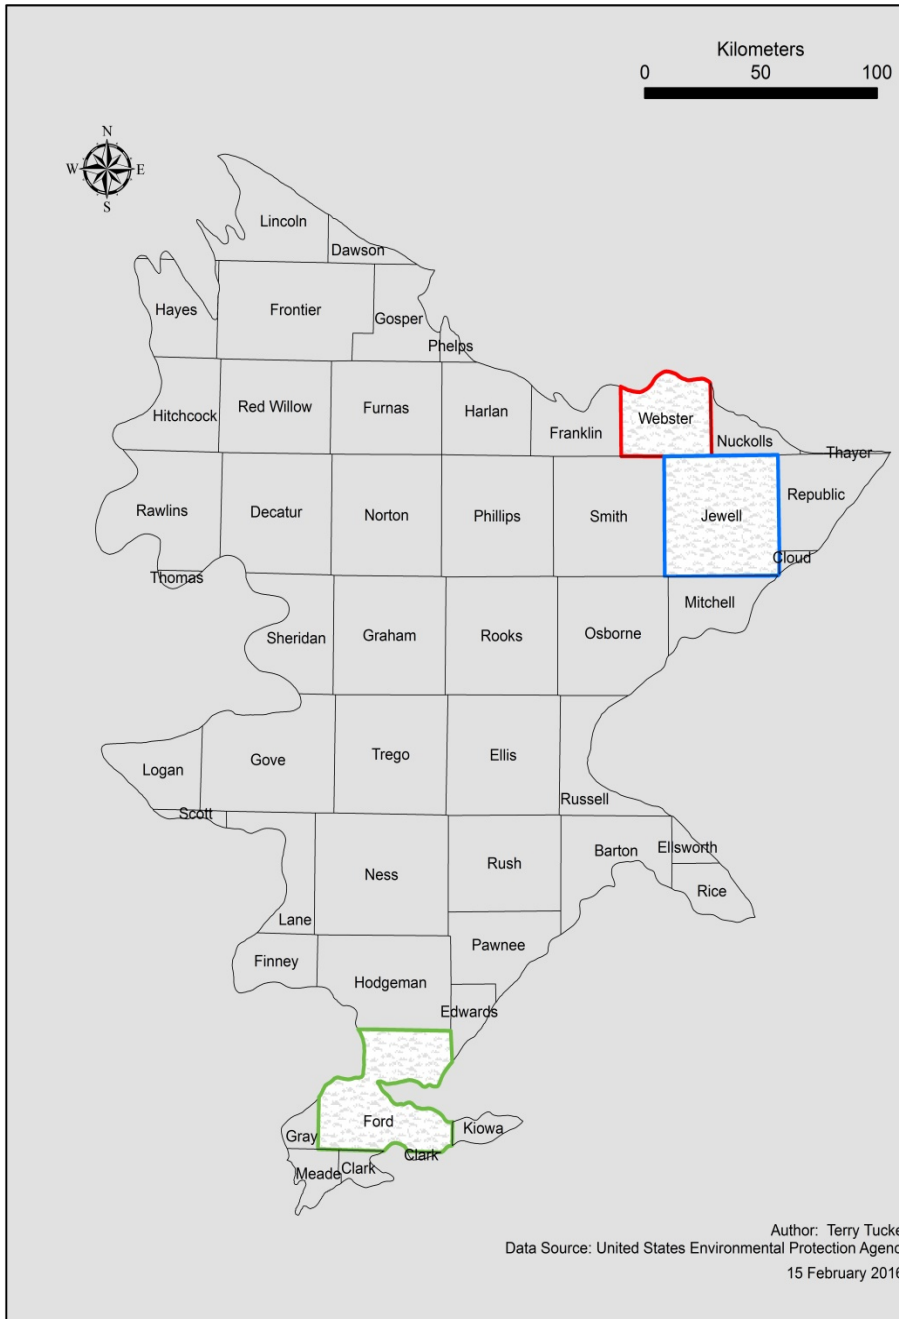 Kilometers
0 50 100
N
W E
S
Lincoln
Dawson
Hayes
Frontier
Gosper
Phelps
Hitchcock
Red Willow
Furnas
Harlan
Franklin
Webster
Nuckolls
Thayer
Rawlins
Decatur
Norton
Phillips
Smith
Jewell
Republic
Cloud
Thomas
Sheridan
Graham
Rooks
Osborne
Mitchell
Logan
Gove
Trego
Ellis
Russell
Scott
Lane
Ness
Rush
Barton
Ellsworth
Rice
Finney
Hodgeman
Pawnee
Edwards
Ford
Kiowa
Gray
Clark
Meade
Clark
Author: Terry Tucke
Data Source: United States Environmental Protection Agenc
15 February 2016